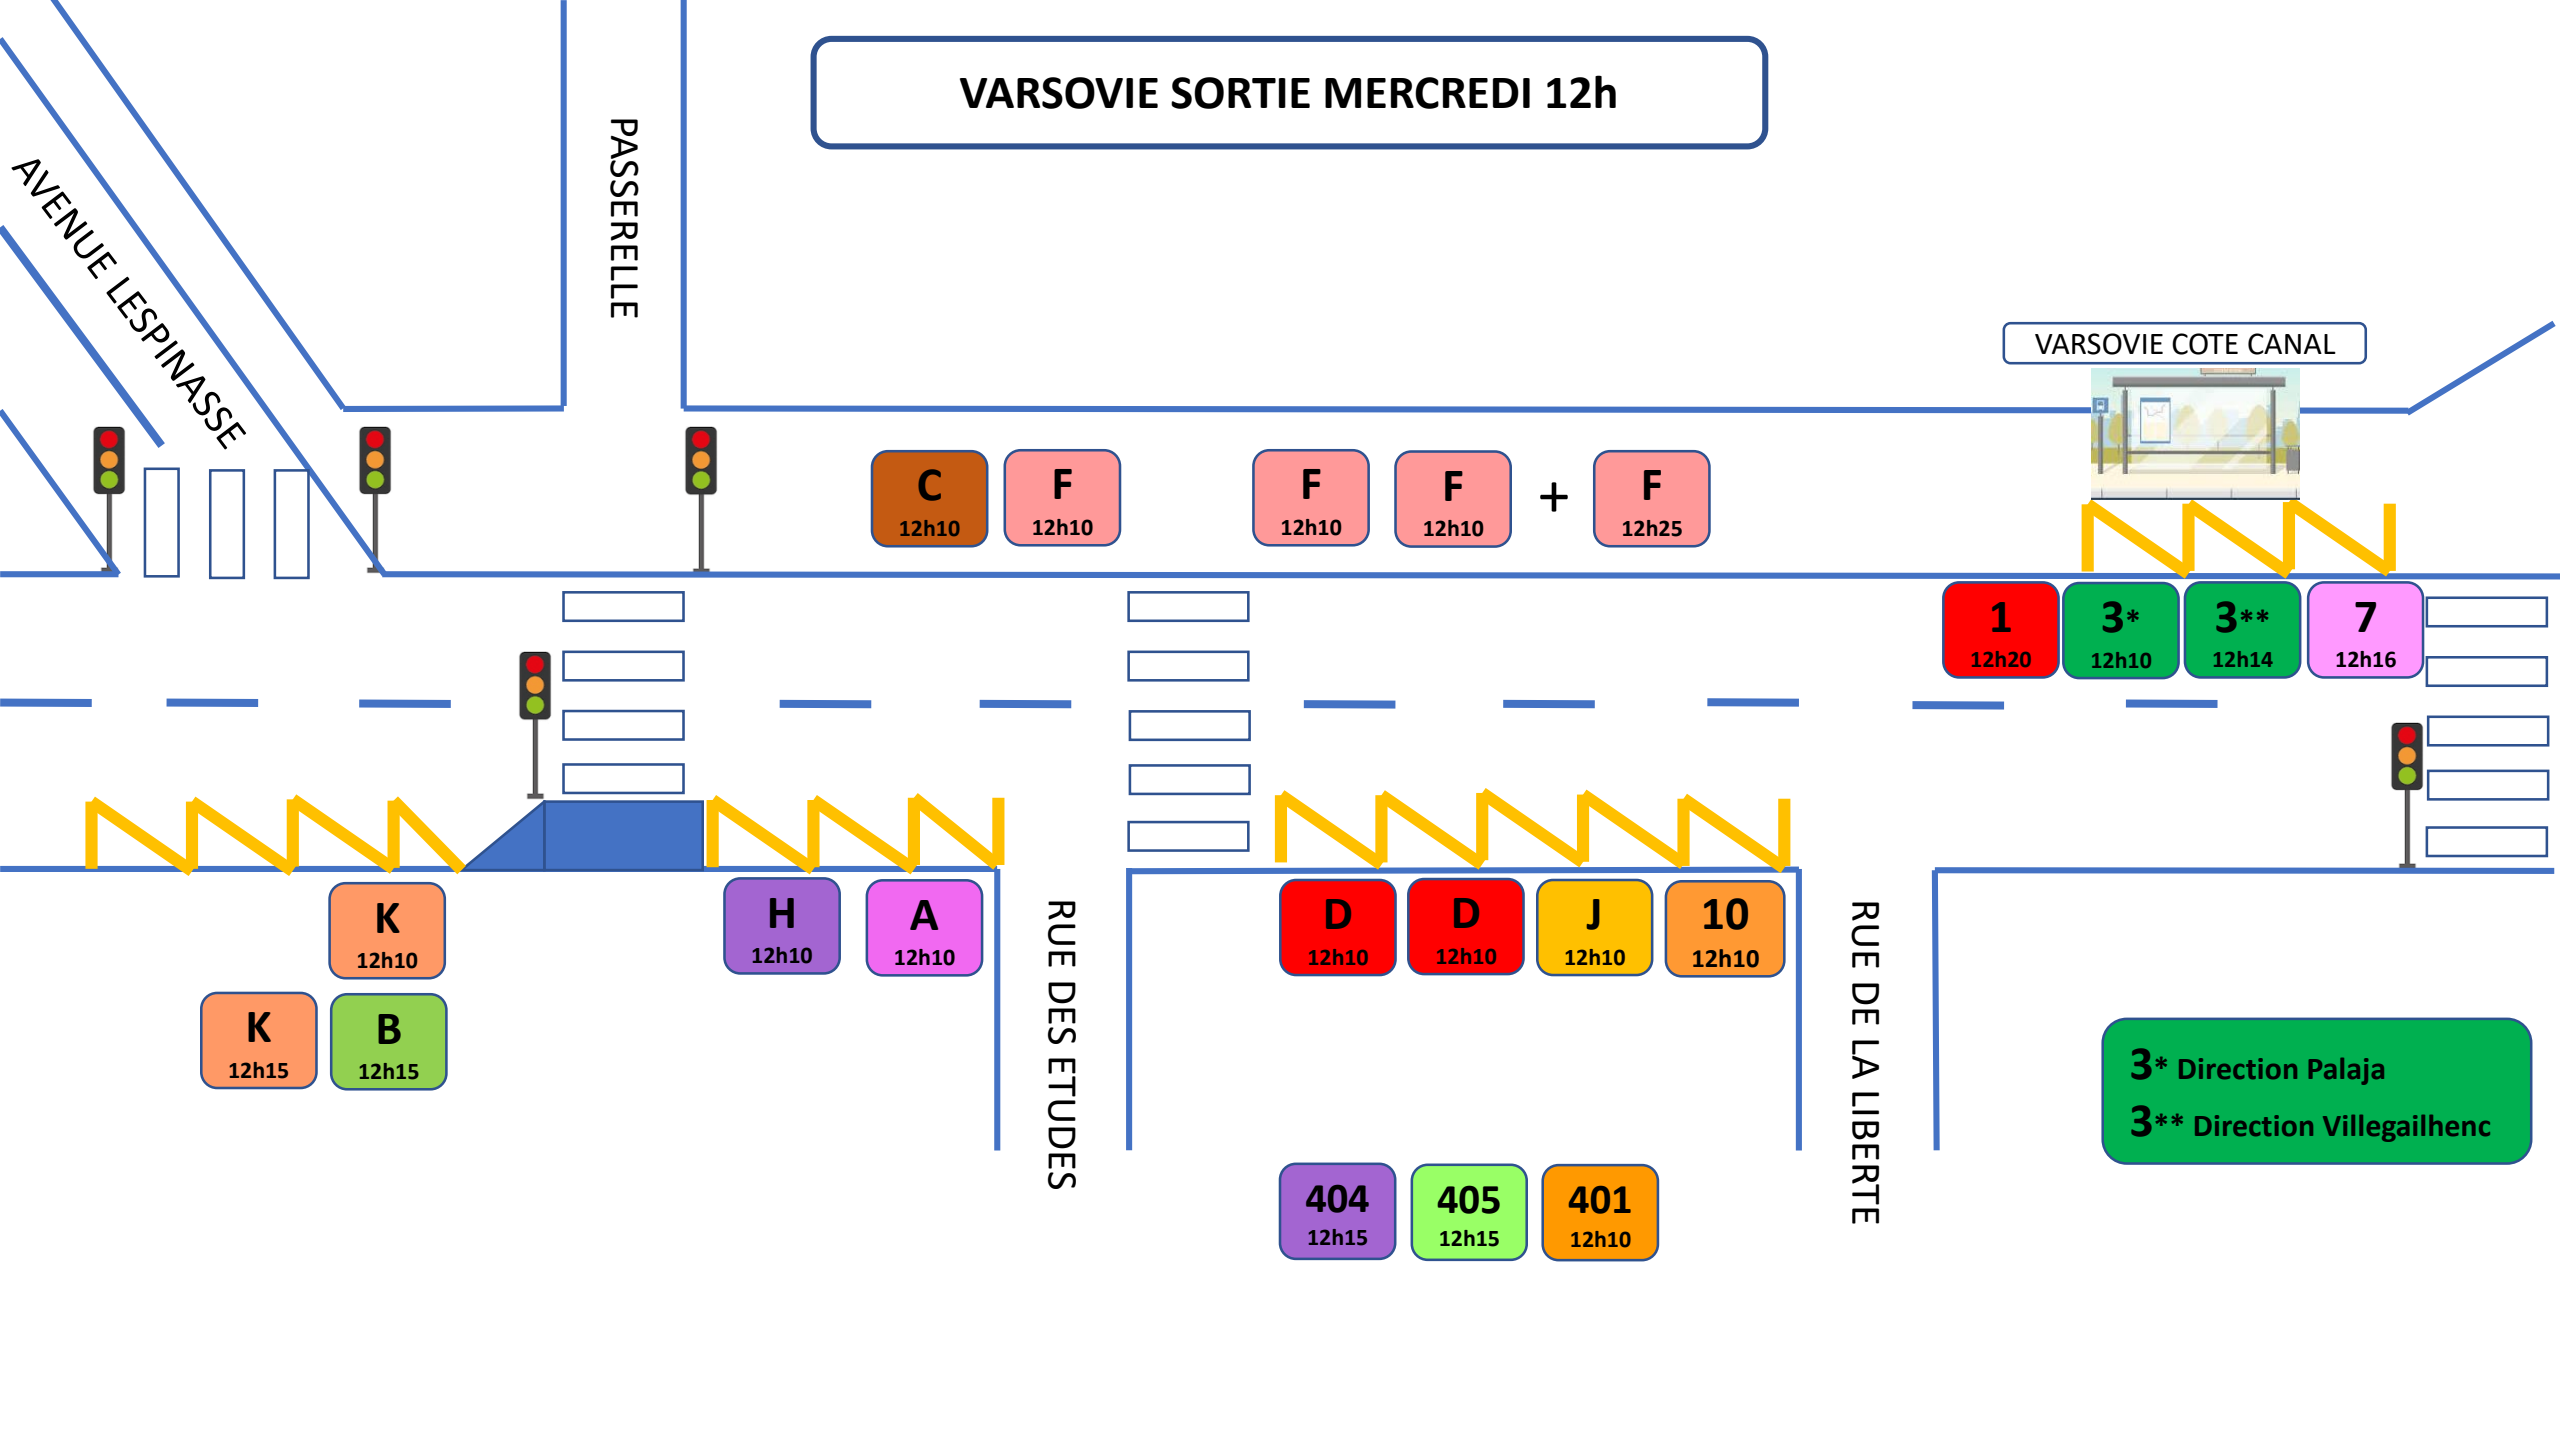 VARSOVIE SORTIE MERCREDI 12h
PASSERELLE
AVENUE LESPINASSE
VARSOVIE COTE CANAL
C
12h10
F
12h10
F
12h10
F
12h10
+
F
12h25
1
12h20
3*
12h10
3**
12h14
7
12h16
K
12h10
K
12h15
B
12h15
H
12h10
A
12h10
RUE DES ETUDES
D
12h10
D
12h10
J
12h10
10
12h10
RUE DE LA LIBERTE
404
12h15
405
12h15
401
12h10
3* Direction Palaja
3** Direction Villegailhenc